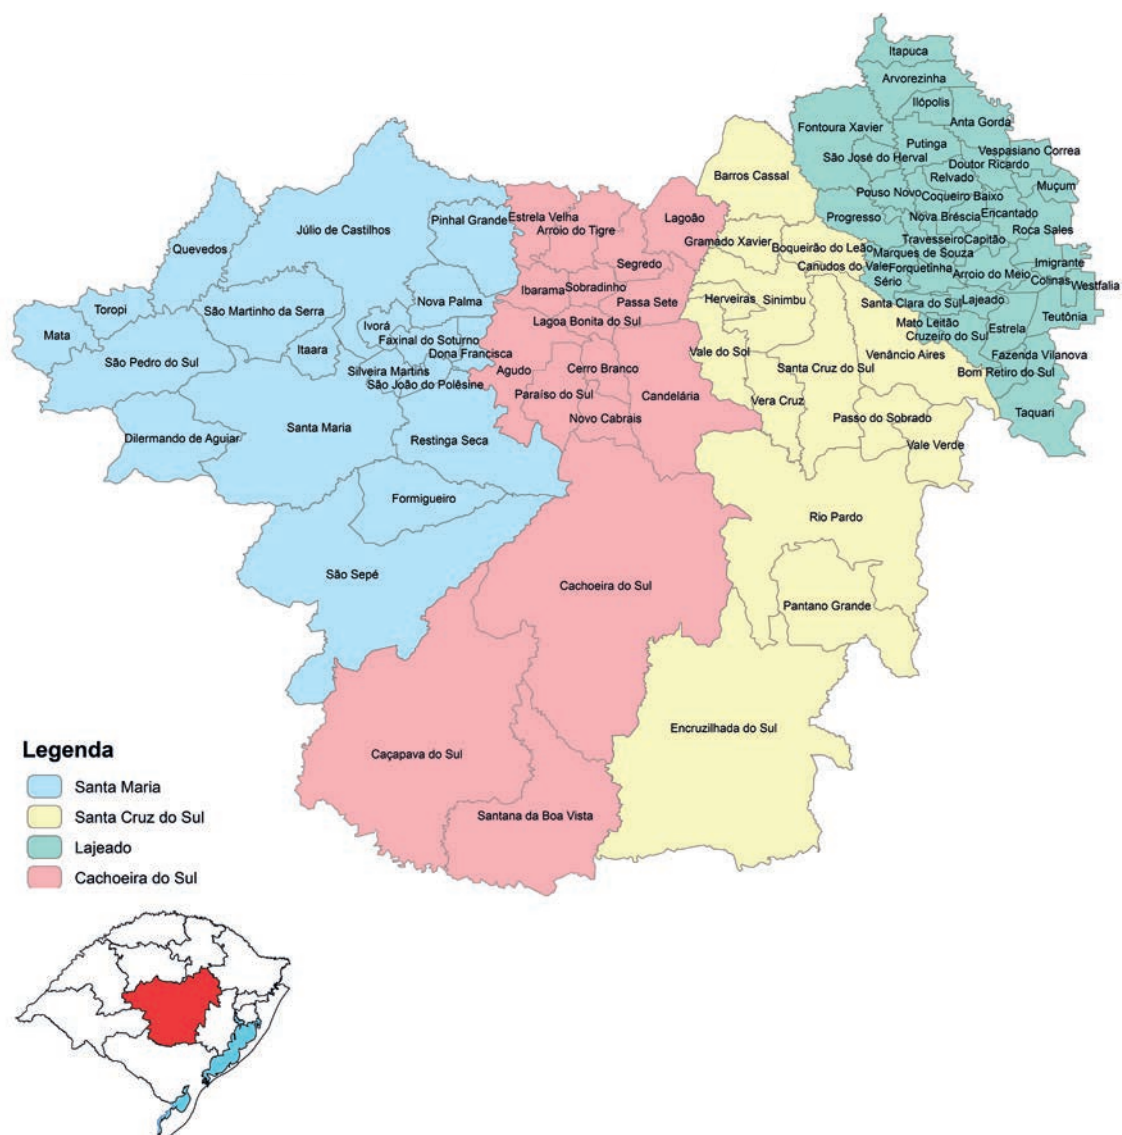 Itapuca
Arvorezinha
Ilópolis
Anta Gorda
Fontoura Xavier
Putinga
Vespasiano Correa
São José do Herval
Doutor Ricardo
Relvado
Barros Cassal
Muçum
Pouso Novo
Coqueiro Baixo
Estrela Velha
Lagoão
Progresso
Nova Bréscia
Encantado
Pinhal Grande
Arroio do Tigre
Roca Sales
Júlio de Castilhos
Gramado Xavier
Boqueirão do Leão
Travesseiro
Capitão
Quevedos
Marques de Souza
Segredo
Canudos do Vale
Forquetinha
Arroio do Meio
Imigrante
Sério
Colinas
Westfalia
Ibarama
Sobradinho
Nova Palma
Passa Sete
Herveiras
Sinimbu
Santa Clara do Sul
Lajeado
Toropi
São Martinho da Serra
Teutônia
Ivorá
Lagoa Bonita do Sul
Mato Leitão
Estrela
Mata
Faxinal do Soturno
Cruzeiro do Sul
Itaara
Dona Francisca
Vale do Sol
Venâncio Aires
Fazenda Vilanova
São Pedro do Sul
Silveira Martins
Agudo
Cerro Branco
Santa Cruz do Sul
Bom Retiro do Sul
São João do Polêsine
Paraíso do Sul
Candelária
Vera Cruz
Taquari
Novo Cabrais
Passo do Sobrado
Santa Maria
Dilermando de Aguiar
Restinga Seca
Vale Verde
Formigueiro
Rio Pardo
São Sepé
Cachoeira do Sul
Pantano Grande
Encruzilhada do Sul
Caçapava do Sul
Santana da Boa Vista
Legenda
Santa Maria
Santa Cruz do Sul
Lajeado
Cachoeira do Sul